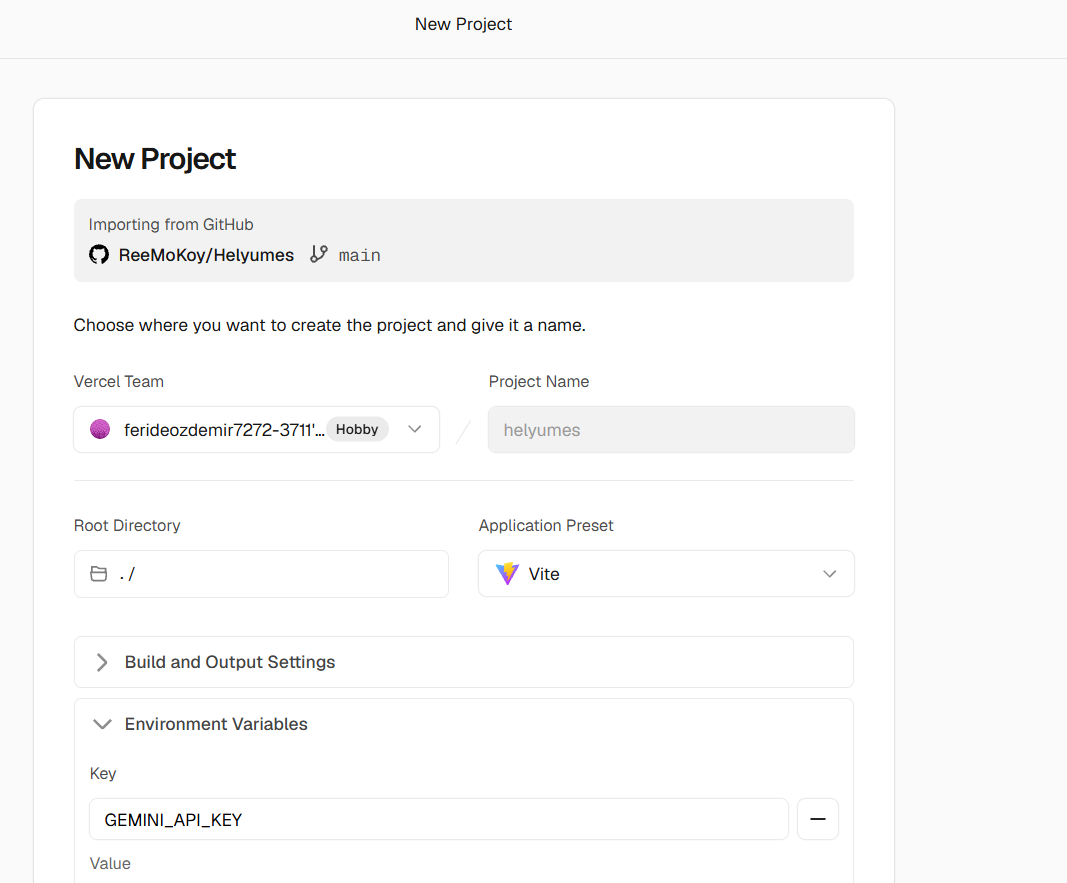 New Project
New Project
Importing from GitHub
ReeMoKoy/Helyumes main
Choose where you want to create the project and give it a name.
Vercel Team Project Name
ferideozdemir7272-3711'... Hobby / helyumes
Root Directory Application Preset
./ Vite
Build and Output Settings
Environment Variables
Key
GEMINI_API_KEY
Value